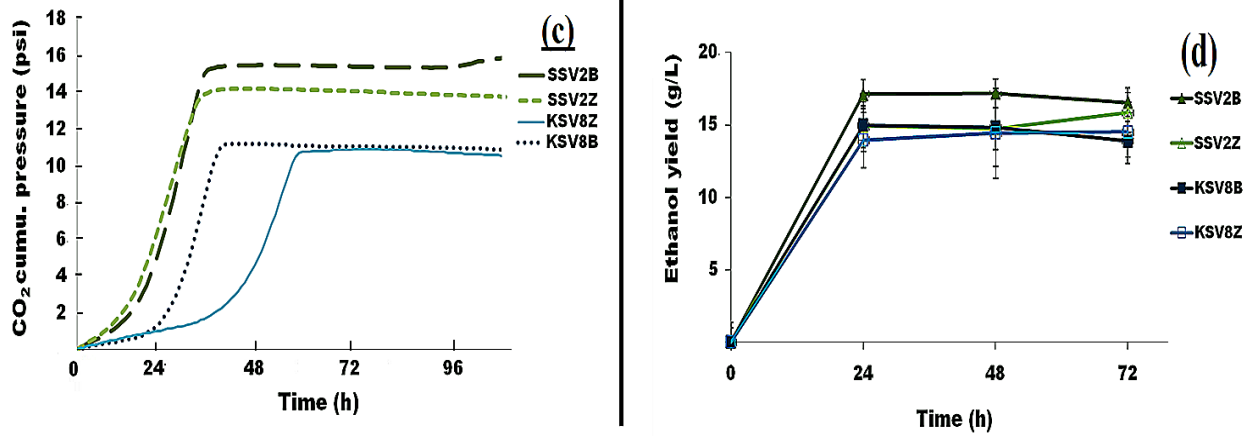 (c)
CO₂ cumu. pressure (psi)
18
16
14
12
10
8
6
4
2
0
24
48
72
96
Time (h)
SSV2B
SSV2Z
KSV8Z
KSV8B
(d)
Ethanol yield (g/L)
20
15
10
5
0
24
48
72
Time (h)
SSV2B
SSV2Z
KSV8B
KSV8Z